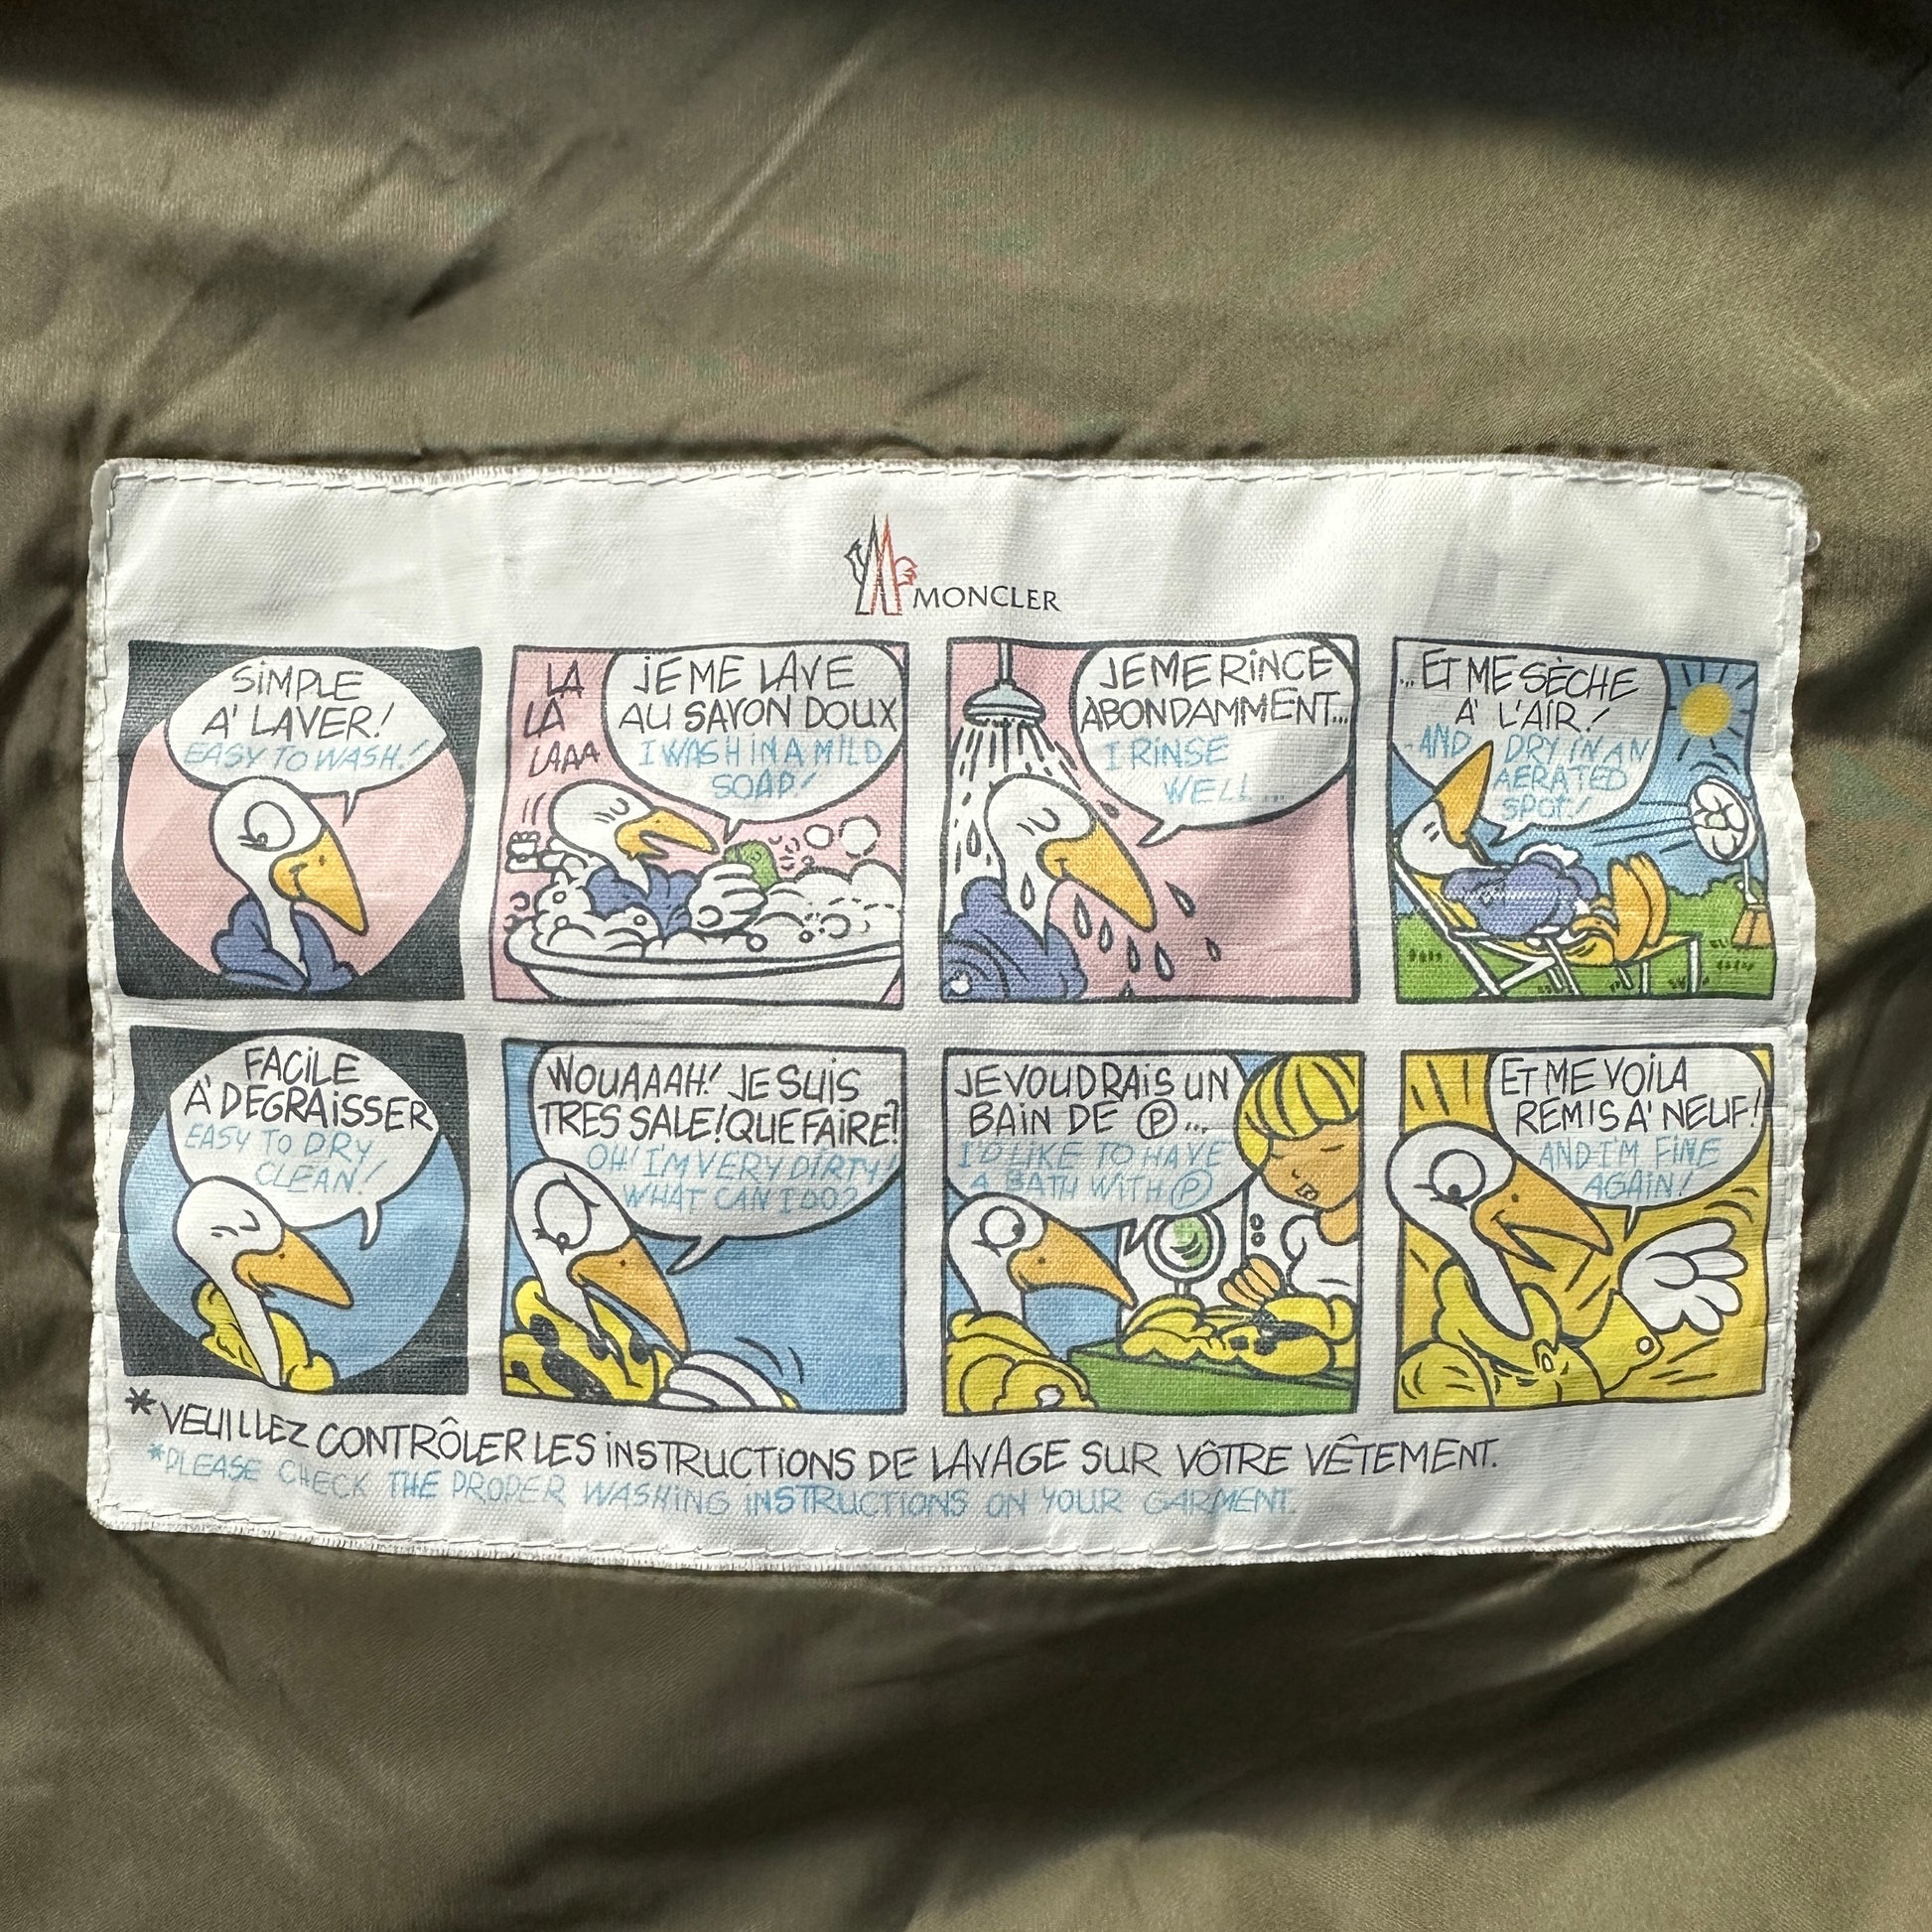 MONCLER
SIMPLE
A' LAVER!
EASY TO WASH!
LA
LA
LAAA
JE ME LAVE
AU SAVON DOUX
I WASH IN A MILD
SOAP!
JE ME RINCE
ABONDAMMENT...
I RINSE
WELL...
...ET ME SÈCHE
A' L'AIR!
AND DRY IN AN
AERATED
SPOT!
FACILE
A' DEGRAISSER
EASY TO DRY
CLEAN!
WOUAAAH! JE SUIS
TRES SALE! QUE FAIRE?
OH! I'M VERY DIRTY!
WHAT CAN I DO?
JE VOUDRAIS UN
BAIN DE Ⓟ...
I'D LIKE TO HAVE
A BATH WITH Ⓟ
ET ME VOILA
REMIS A' NEUF!
AND I'M FINE
AGAIN!
*VEUILLEZ CONTRÔLER LES INSTRUCTIONS DE LAVAGE SUR VÔTRE VÊTEMENT.
*PLEASE CHECK THE PROPER WASHING INSTRUCTIONS ON YOUR GARMENT.